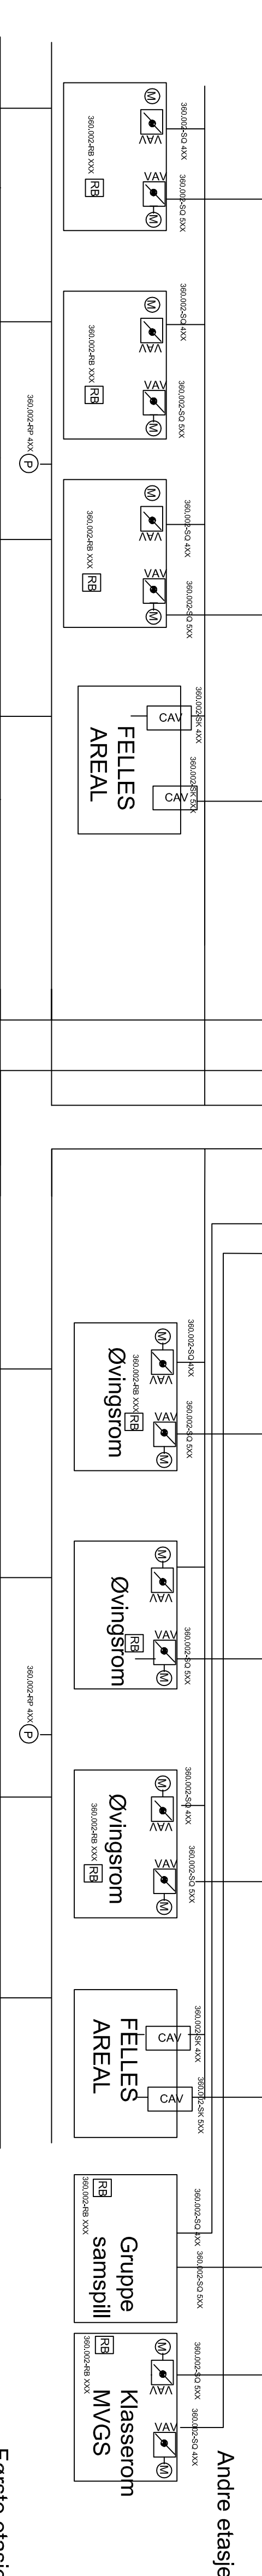 360,002-SQ 4XX
M
VAV
360,002-RB XXX
RB
VAV
M
360,002-SQ 5XX
360,002-SQ 4XX
M
VAV
360,002-RB XXX
RB
VAV
M
360,002-SQ 5XX
360,002-RP 4XX
P
360,002-SQ 4XX
M
VAV
360,002-RB XXX
RB
VAV
M
360,002-SQ 5XX
360,002-SK 4XX
CAV
FELLES
AREAL
360,002-SK 5XX
CAV
360,002-SQ 4XX
M
VAV
360,002-RB XXX
RB
Øvingsrom
VAV
M
360,002-SQ 5XX
M
VAV
RB
Øvingsrom
VAV
M
360,002-SQ 5XX
360,002-RP 4XX
P
360,002-SQ 4XX
M
VAV
Øvingsrom
360,002-RB XXX
RB
VAV
M
360,002-SQ 5XX
360,002-SK 4XX
CAV
FELLES
AREAL
360,002-SK 5XX
CAV
360,002-SQ 4XX
360,002-SQ 5XX
RB
360,002-RB XXX
Gruppe
samspill
360,002-SQ 5XX
M
VAV
RB
360,002-RB XXX
Klasserom
MVGS
360,002-SQ 4XX
VAV
M
Andre etasje